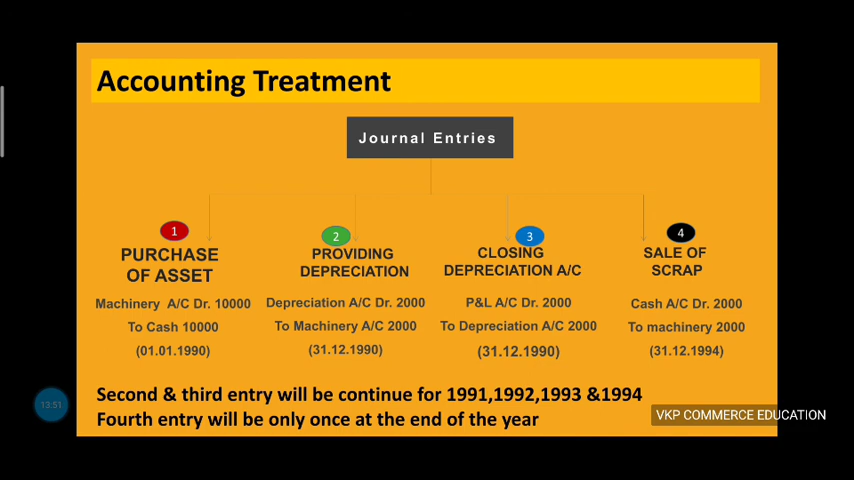 Accounting Treatment
Journal Entries
1
PURCHASE
OF ASSET
Machinery A/C Dr. 10000
To Cash 10000
(01.01.1990)
2
PROVIDING
DEPRECIATION
Depreciation A/C Dr. 2000
To Machinery A/C 2000
(31.12.1990)
3
CLOSING
DEPRECIATION A/C
P&L A/C Dr. 2000
To Depreciation A/C 2000
(31.12.1990)
4
SALE OF
SCRAP
Cash A/C Dr. 2000
To machinery 2000
(31.12.1994)
Second & third entry will be continue for 1991,1992,1993 &1994
Fourth entry will be only once at the end of the year
13:51
VKP COMMERCE EDUCATION